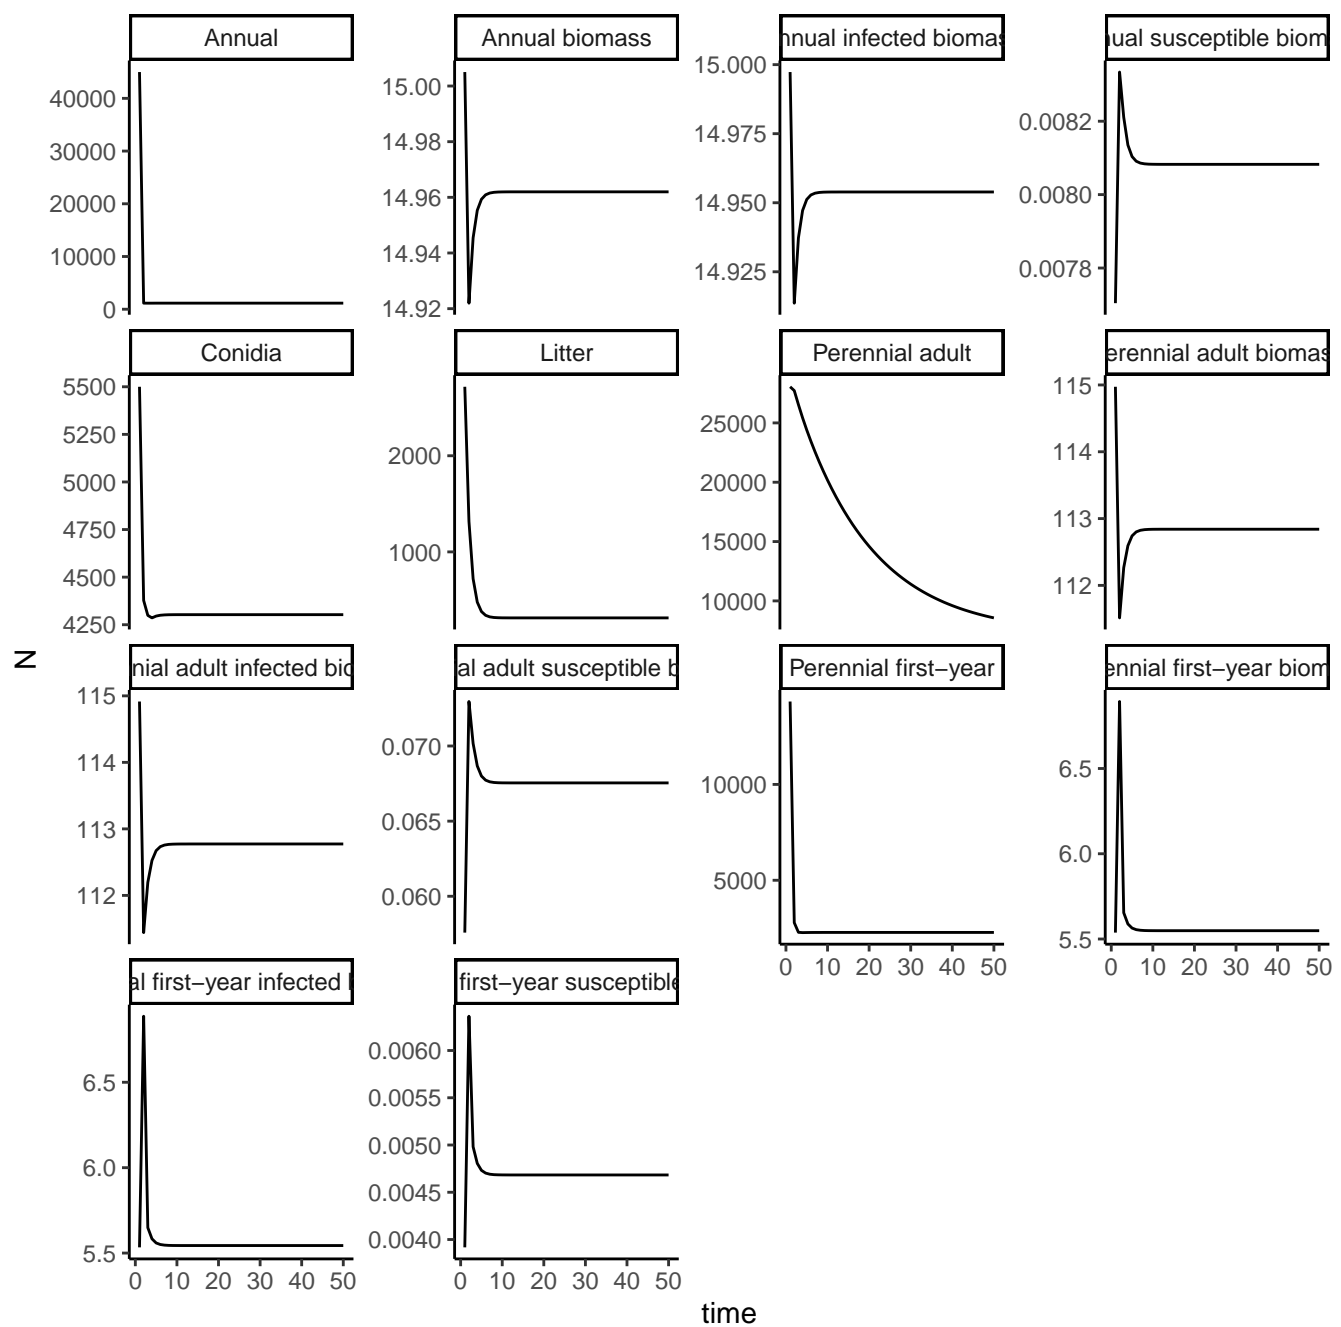 Annual
Annual biomass
nnual infected biomas
ual susceptible biom
40000
30000
20000
10000
0
15.00
14.98
14.96
14.94
14.92
15.000
14.975
14.950
14.925
0.0082
0.0080
0.0078
Conidia
Litter
Perennial adult
erennial adult biomas
5500
5250
5000
4750
4500
4250
2000
1000
25000
20000
15000
10000
115
114
113
112
N
nial adult infected bio
al adult susceptible b
Perennial first−year
ennial first−year biom
115
114
113
112
0.070
0.065
0.060
10000
5000
6.5
6.0
5.5
0 10 20 30 40 50
0 10 20 30 40 50
al first−year infected b
first−year susceptible
6.5
6.0
5.5
0.0060
0.0055
0.0050
0.0045
0.0040
0 10 20 30 40 50
0 10 20 30 40 50
time